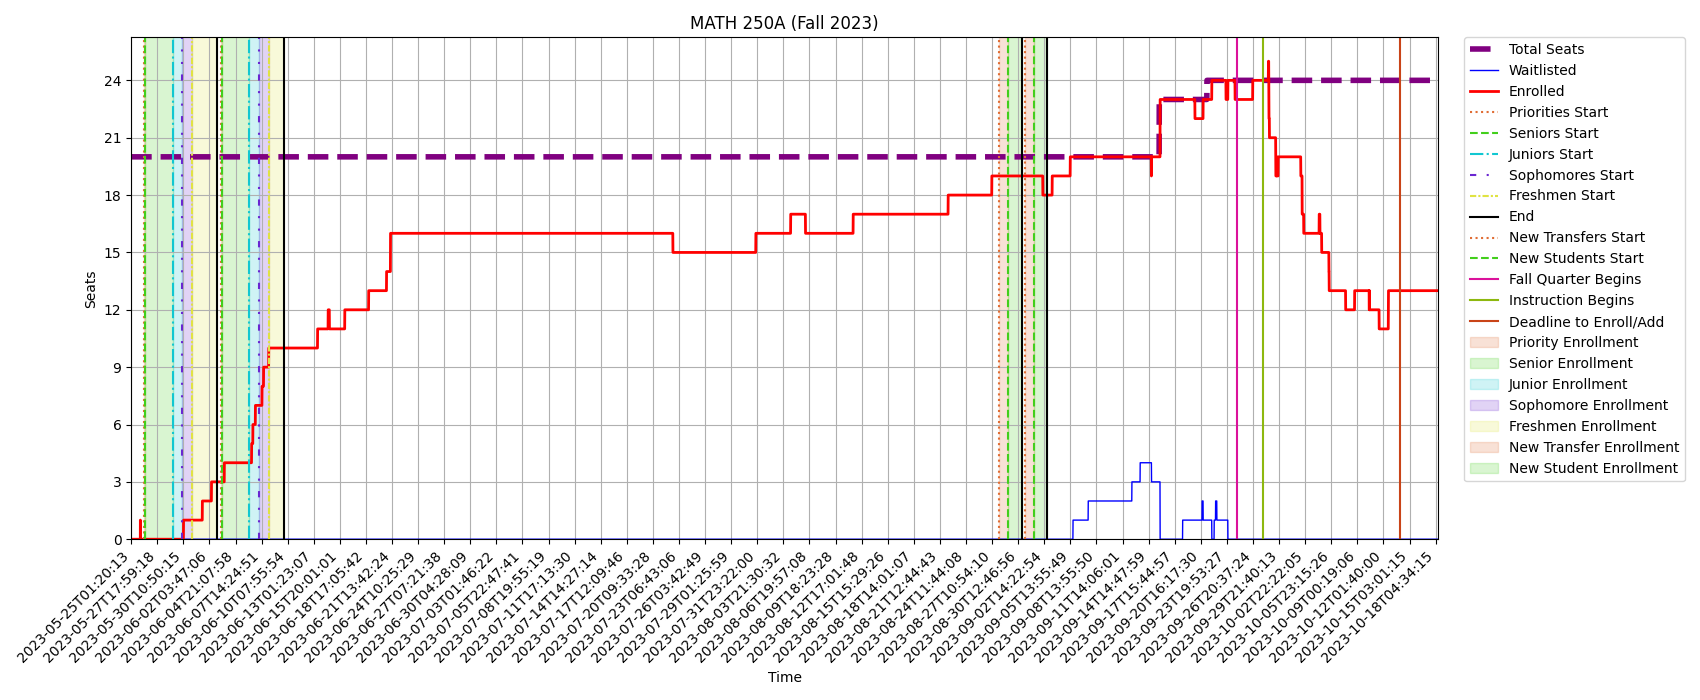 MATH 250A (Fall 2023)
Seats
24
21
18
15
12
9
6
3
0
2023-05-25T01:20:13
2023-05-27T17:59:18
2023-05-30T10:50:15
2023-06-02T03:47:06
2023-06-04T21:07:58
2023-06-07T14:24:51
2023-06-10T07:55:54
2023-06-13T01:23:07
2023-06-15T20:01:01
2023-06-18T17:05:42
2023-06-21T13:42:24
2023-06-24T10:25:29
2023-06-27T07:21:38
2023-06-30T04:28:09
2023-07-03T01:46:22
2023-07-05T22:47:41
2023-07-08T19:55:19
2023-07-11T17:13:30
2023-07-14T14:27:14
2023-07-17T12:09:46
2023-07-20T09:33:28
2023-07-23T06:43:06
2023-07-26T03:42:49
2023-07-29T01:25:59
2023-07-31T23:22:00
2023-08-03T21:30:32
2023-08-06T19:57:08
2023-08-09T18:23:28
2023-08-12T17:01:48
2023-08-15T15:29:26
2023-08-18T14:01:07
2023-08-21T12:44:43
2023-08-24T11:44:08
2023-08-27T10:54:16
2023-08-30T12:46:50
2023-09-02T14:22:54
2023-09-05T13:55:49
2023-09-08T13:55:50
2023-09-11T14:06:01
2023-09-14T14:47:59
2023-09-17T15:44:57
2023-09-20T16:17:30
2023-09-23T19:53:27
2023-09-26T20:37:24
2023-09-29T21:40:13
2023-10-02T22:22:05
2023-10-05T23:15:26
2023-10-09T00:19:06
2023-10-12T01:40:00
2023-10-15T03:01:15
2023-10-18T04:34:15
Time
Total Seats
Waitlisted
Enrolled
Priorities Start
Seniors Start
Juniors Start
Sophomores Start
Freshmen Start
End
New Transfers Start
New Students Start
Fall Quarter Begins
Instruction Begins
Deadline to Enroll/Add
Priority Enrollment
Senior Enrollment
Junior Enrollment
Sophomore Enrollment
Freshmen Enrollment
New Transfer Enrollment
New Student Enrollment